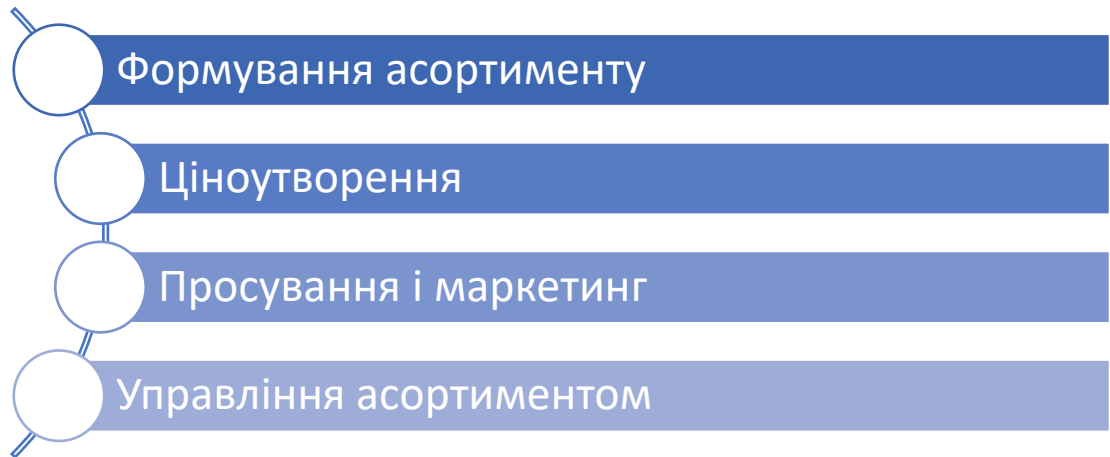 Формування асортименту
Ціноутворення
Просування і маркетинг
Управління асортиментом